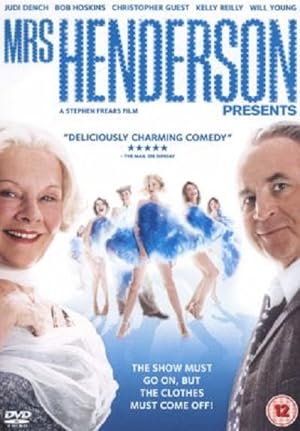 JUDI DENCH BOB HOSKINS CHRISTOPHER GUEST KELLY REILLY WILL YOUNG
MRS
HENDERSON
PRESENTS
A STEPHEN FREARS FILM
"DELICIOUSLY CHARMING COMEDY"
★★★★★
– THE MAIL ON SUNDAY
THE SHOW MUST
GO ON, BUT
THE CLOTHES
MUST COME OFF!
DVD
VIDEO
12